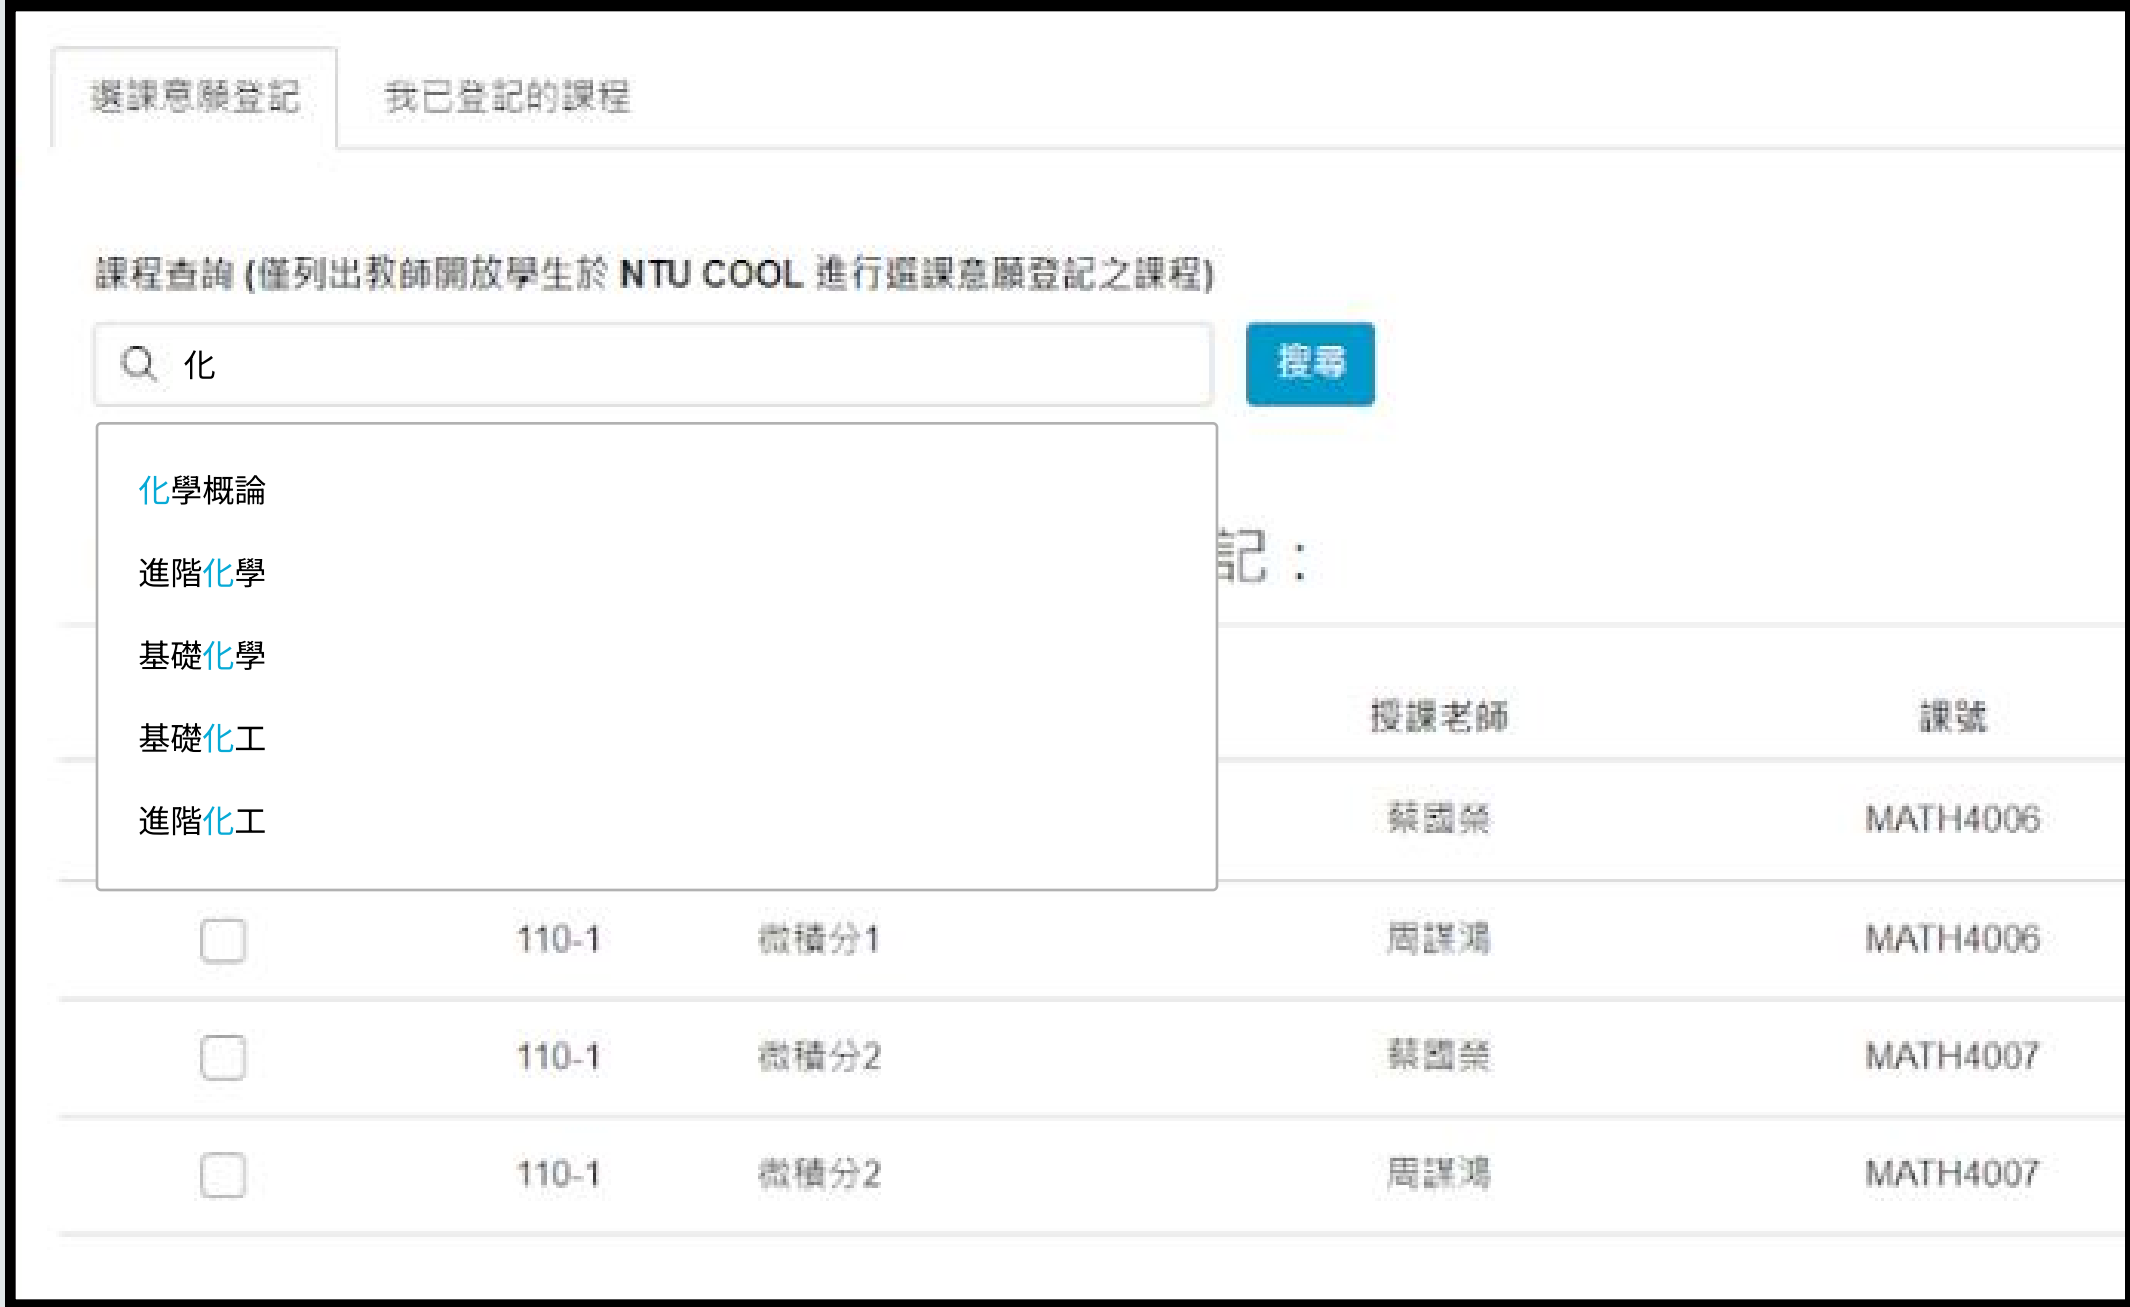 選課意願登記 我已登記的課程
課程查詢 (僅列出教師開放學生於 NTU COOL 進行選課意願登記之課程)
化 搜尋
化學概論
記：
進階化學
基礎化學
授課老師 課號
基礎化工
進階化工 蔡國榮 MATH4006
110-1 微積分1 周謀鴻 MATH4006
110-1 微積分2 蔡國榮 MATH4007
110-1 微積分2 周謀鴻 MATH4007